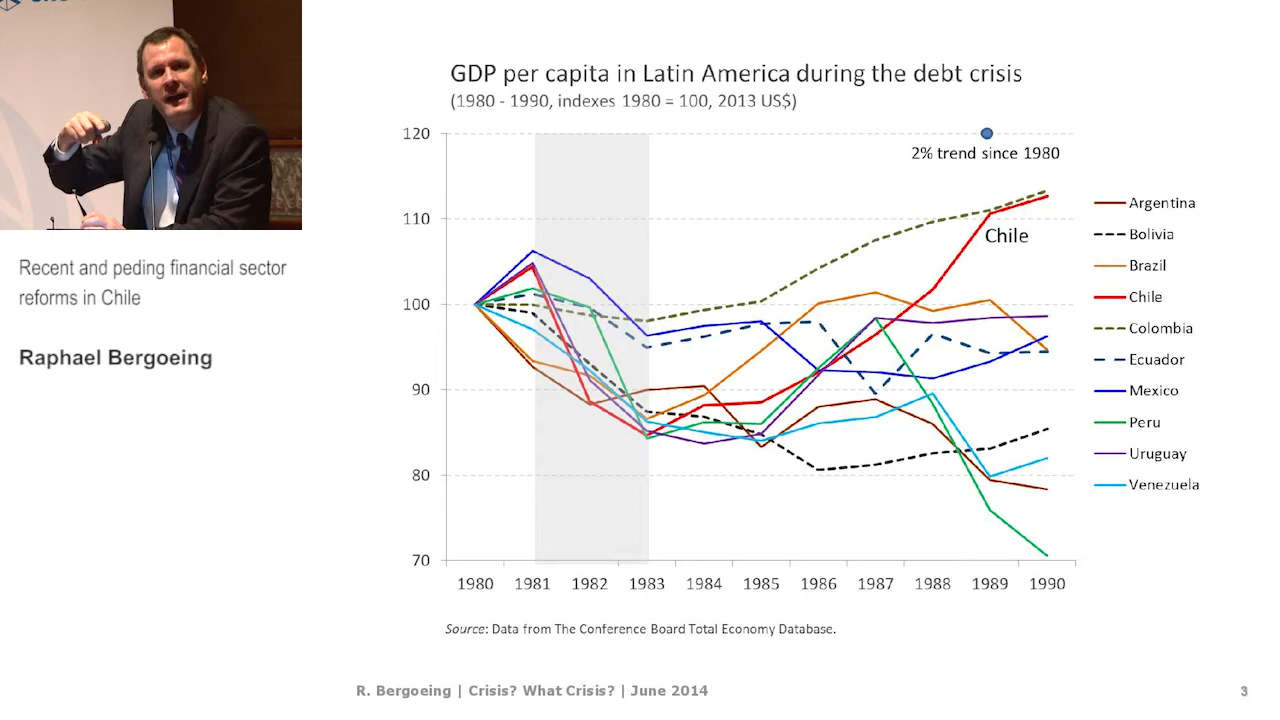 Recent and peding financial sector
reforms in Chile
Raphael Bergoeing
GDP per capita in Latin America during the debt crisis
(1980 - 1990, indexes 1980 = 100, 2013 US$)
120
110
100
90
80
70
2% trend since 1980
Chile
Argentina
Bolivia
Brazil
Chile
Colombia
Ecuador
Mexico
Peru
Uruguay
Venezuela
1980 1981 1982 1983 1984 1985 1986 1987 1988 1989 1990
Source: Data from The Conference Board Total Economy Database.
R. Bergoeing | Crisis? What Crisis? | June 2014
3